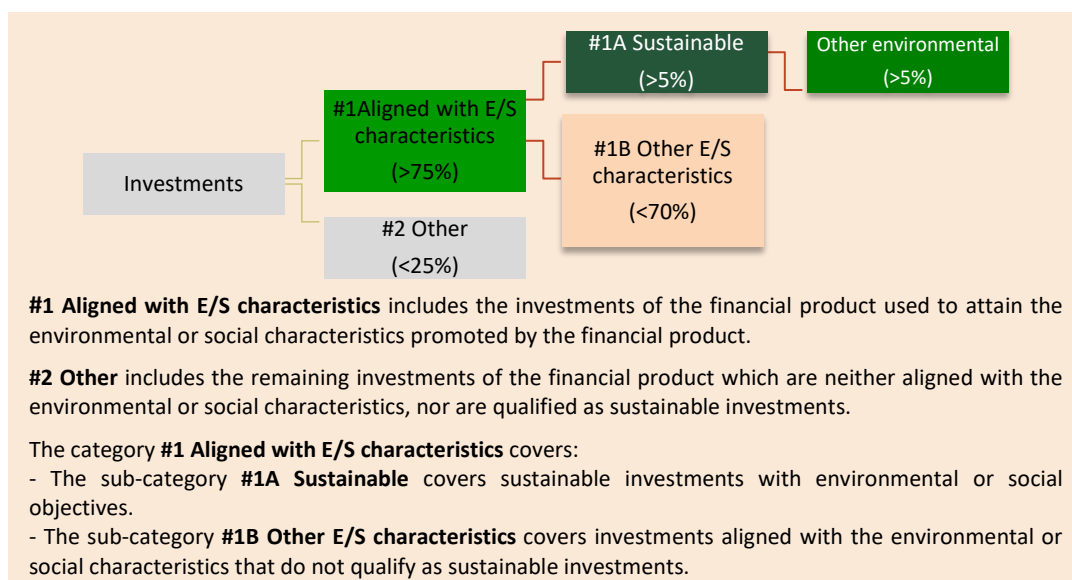 #1A Sustainable
(>5%)
Other environmental
(>5%)
#1Aligned with E/S
characteristics
(>75%)
#1B Other E/S
characteristics
(<70%)
Investments
#2 Other
(<25%)
#1 Aligned with E/S characteristics includes the investments of the financial product used to attain the
environmental or social characteristics promoted by the financial product.
#2 Other includes the remaining investments of the financial product which are neither aligned with the
environmental or social characteristics, nor are qualified as sustainable investments.
The category #1 Aligned with E/S characteristics covers:
- The sub-category #1A Sustainable covers sustainable investments with environmental or social
objectives.
- The sub-category #1B Other E/S characteristics covers investments aligned with the environmental or
social characteristics that do not qualify as sustainable investments.